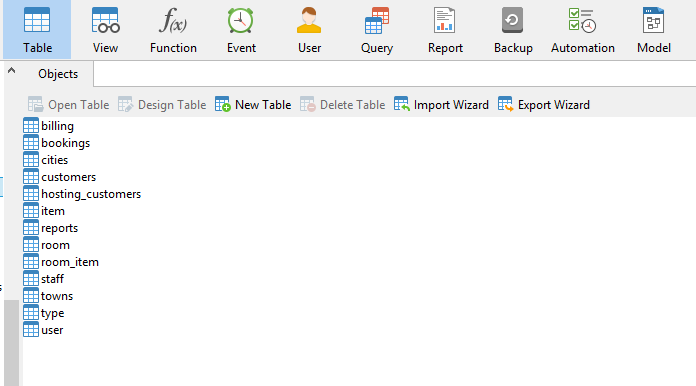 Table View Function Event User Query Report Backup Automation Model
Objects
Open Table Design Table New Table Delete Table Import Wizard Export Wizard
billing
bookings
cities
customers
hosting_customers
item
reports
room
room_item
staff
towns
type
user